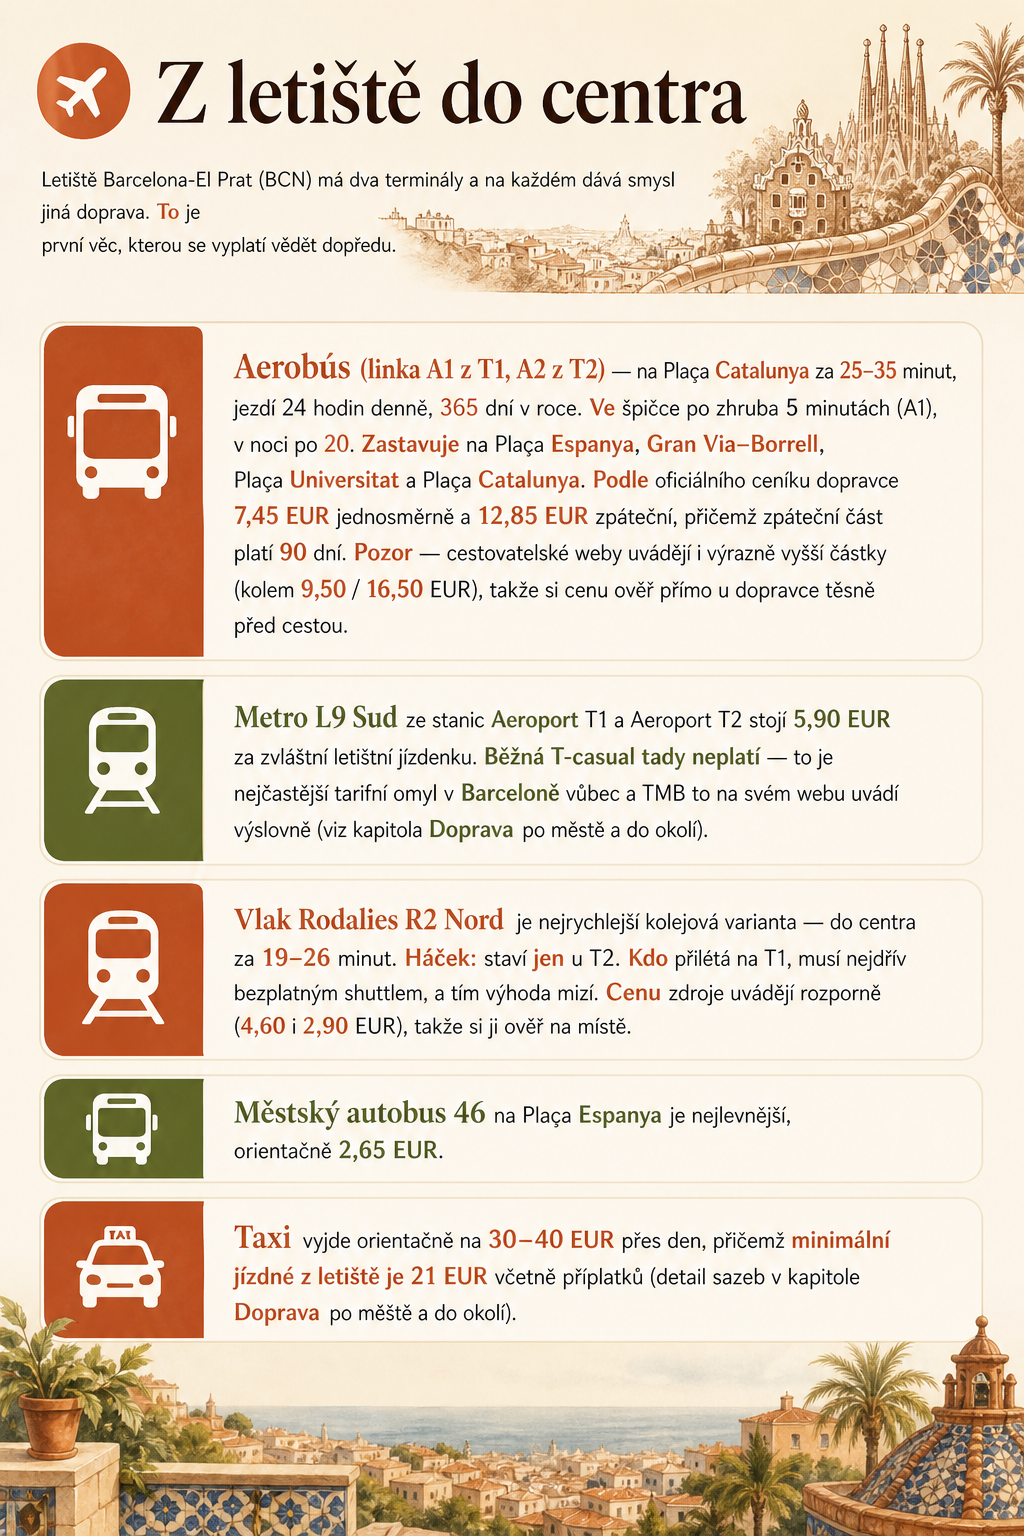 Z letiště do centra
Letiště Barcelona-El Prat (BCN) má dva terminály a na každém dává smysl
jiná doprava. To je
první věc, kterou se vyplatí vědět dopředu.
Aerobús (linka A1 z T1, A2 z T2) — na Plaça Catalunya za 25–35 minut,
jezdí 24 hodin denně, 365 dní v roce. Ve špičce po zhruba 5 minutách (A1),
v noci po 20. Zastavuje na Plaça Espanya, Gran Via–Borrell,
Plaça Universitat a Plaça Catalunya. Podle oficiálního ceníku dopravce
7,45 EUR jednosměrně a 12,85 EUR zpáteční, přičemž zpáteční část
platí 90 dní. Pozor — cestovatelské weby uvádějí i výrazně vyšší částky
(kolem 9,50 / 16,50 EUR), takže si cenu ověř přímo u dopravce těsně
před cestou.
Metro L9 Sud ze stanic Aeroport T1 a Aeroport T2 stojí 5,90 EUR
za zvláštní letištní jízdenku. Běžná T-casual tady neplatí — to je
nejčastější tarifní omyl v Barceloně vůbec a TMB to na svém webu uvádí
výslovně (viz kapitola Doprava po městě a do okolí).
Vlak Rodalies R2 Nord je nejrychlejší kolejová varianta — do centra
za 19–26 minut. Háček: staví jen u T2. Kdo přilétá na T1, musí nejdřív
bezplatným shuttlem, a tím výhoda mizí. Cenu zdroje uvádějí rozporně
(4,60 i 2,90 EUR), takže si ji ověř na místě.
Městský autobus 46 na Plaça Espanya je nejlevnější,
orientačně 2,65 EUR.
TAI
Taxi vyjde orientačně na 30–40 EUR přes den, přičemž minimální
jízdné z letiště je 21 EUR včetně příplatků (detail sazeb v kapitole
Doprava po měště a do okolí).